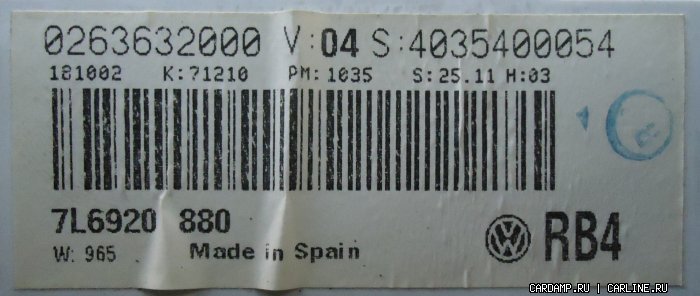 0263632000 V:04 S:4035400054
181002 K:71210 PM:1035 S:25.11 H:03
7L6920 880
RB4
W: 965 Made in Spain
CARDAMP.RU | CARLINE.RU